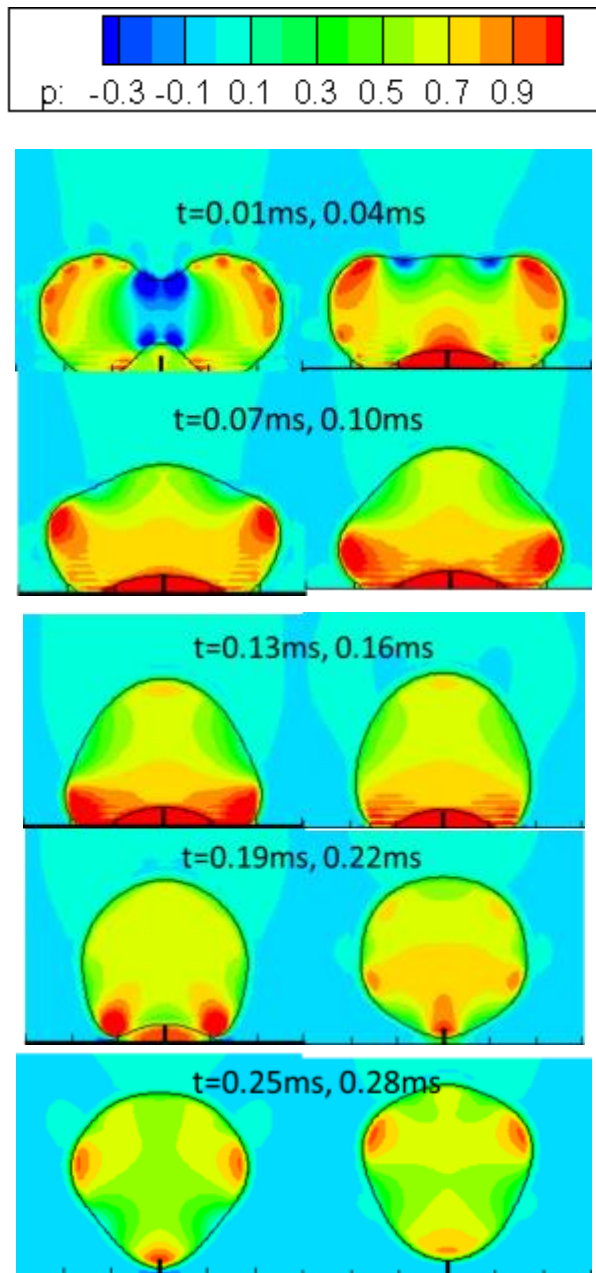 p: -0.3 -0.1 0.1 0.3 0.5 0.7 0.9
t=0.01ms, 0.04ms
t=0.07ms, 0.10ms
t=0.13ms, 0.16ms
t=0.19ms, 0.22ms
t=0.25ms, 0.28ms